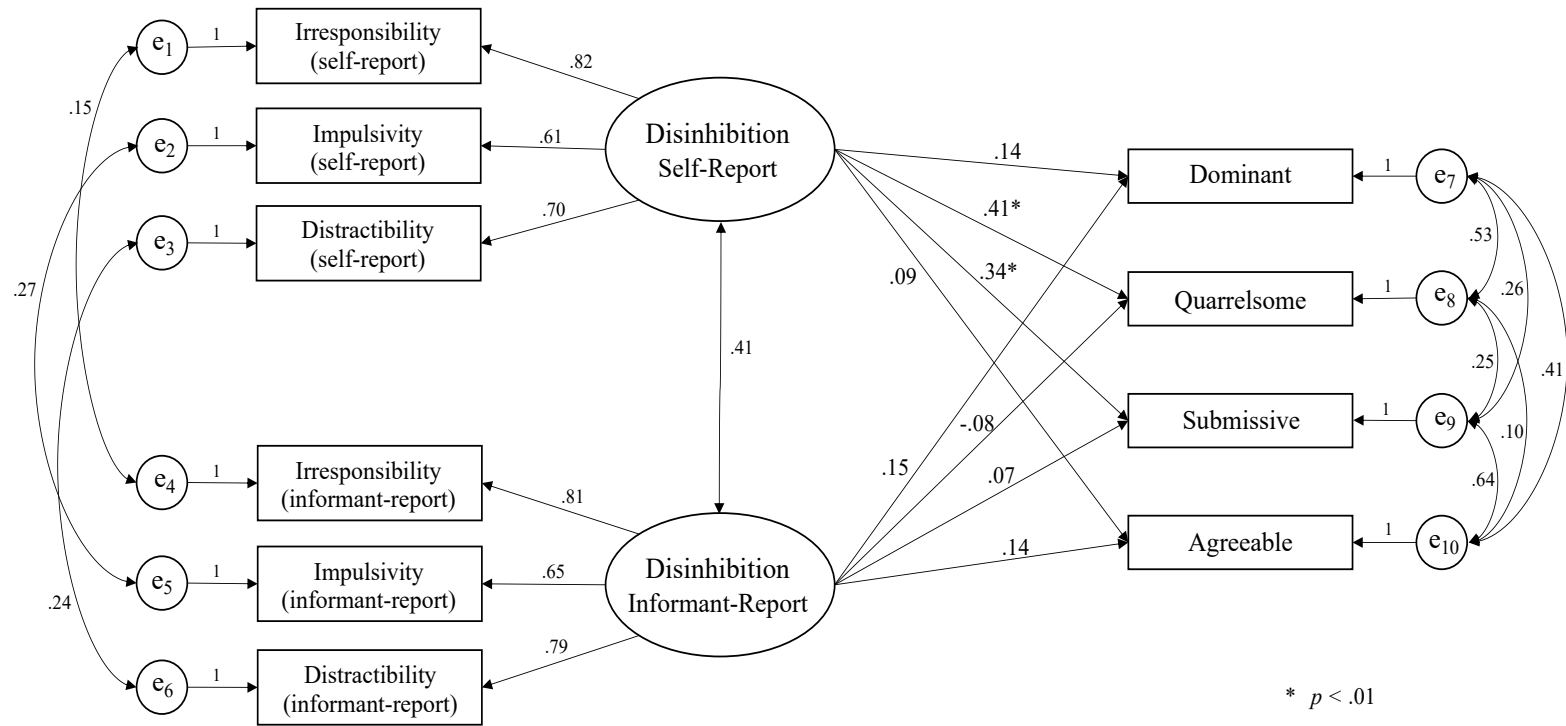 e1
1
Irresponsibility
(self-report)
.82
.15
e2
1
Impulsivity
(self-report)
.61
Disinhibition
Self-Report
e3
1
Distractibility
(self-report)
.70
.27
.24
e4
1
Irresponsibility
(informant-report)
.81
e5
1
Impulsivity
(informant-report)
.65
Disinhibition
Informant-Report
e6
1
Distractibility
(informant-report)
.79
.41
.14
.41*
.34*
.09
.15
-.08
.07
.14
Dominant
1
e7
Quarrelsome
1
e8
Submissive
1
e9
Agreeable
1
e10
.53
.26
.25
.41
.10
.64
* p < .01